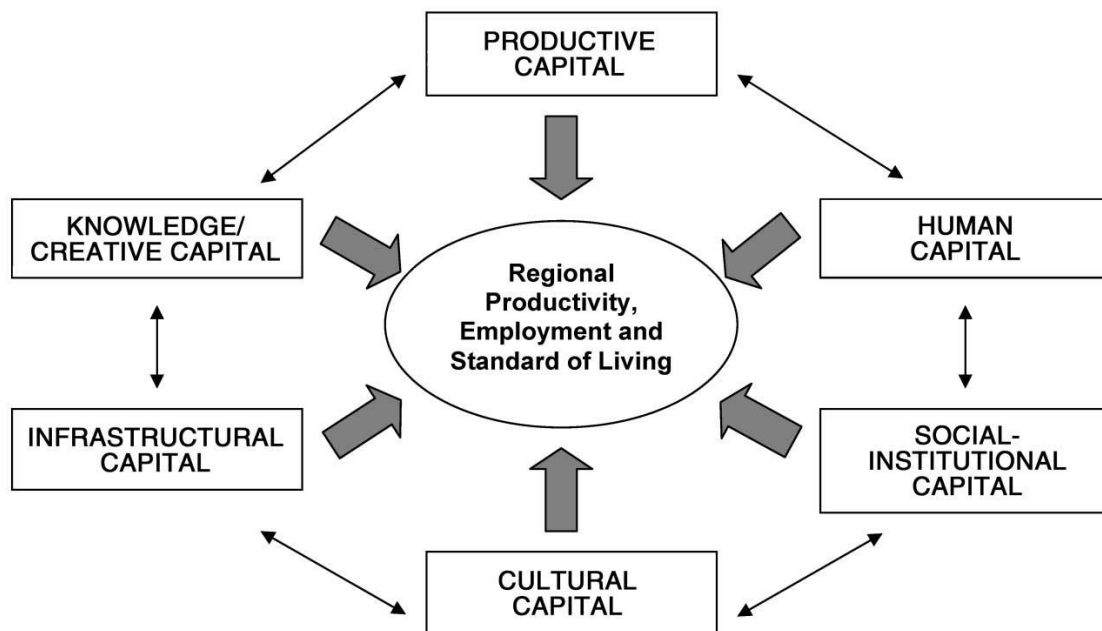 PRODUCTIVE
CAPITAL
KNOWLEDGE/
CREATIVE CAPITAL
HUMAN
CAPITAL
Regional
Productivity,
Employment and
Standard of Living
INFRASTRUCTURAL
CAPITAL
SOCIAL-
INSTITUTIONAL
CAPITAL
CULTURAL
CAPITAL